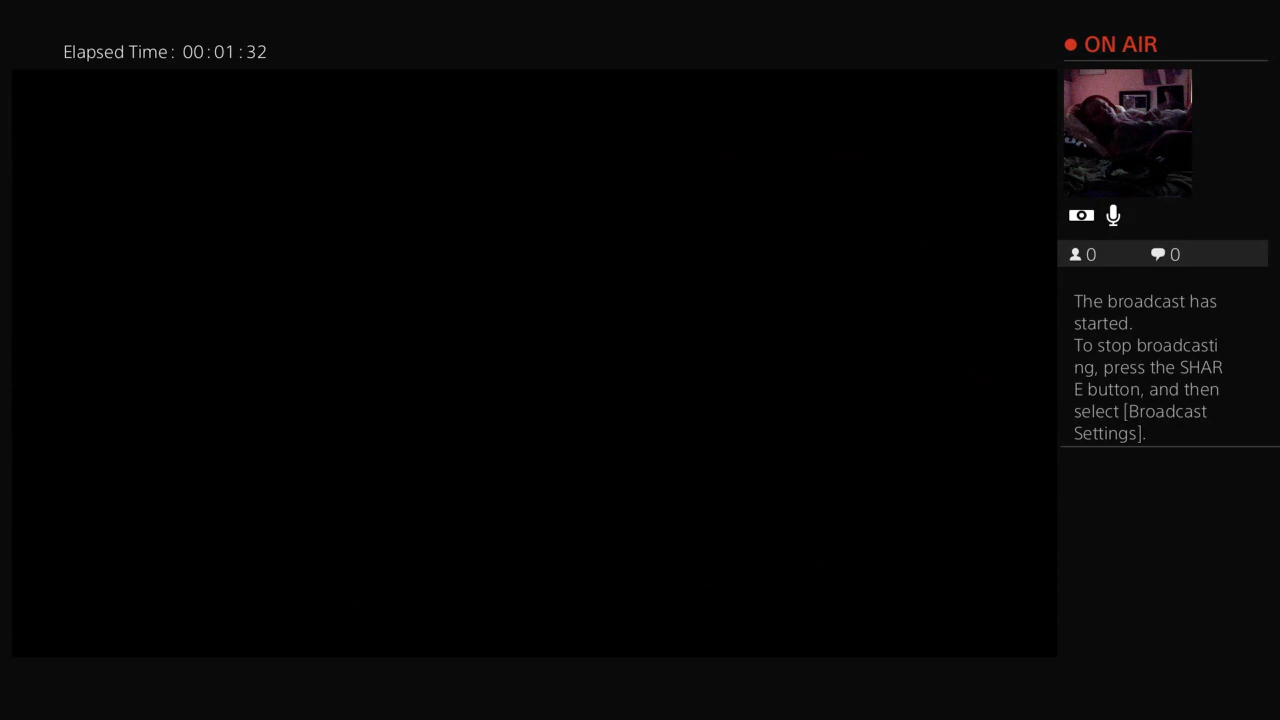 Elapsed Time: 00:01:32
ON AIR
0 0
The broadcast has
started.
To stop broadcasti
ng, press the SHAR
E button, and then
select [Broadcast
Settings].